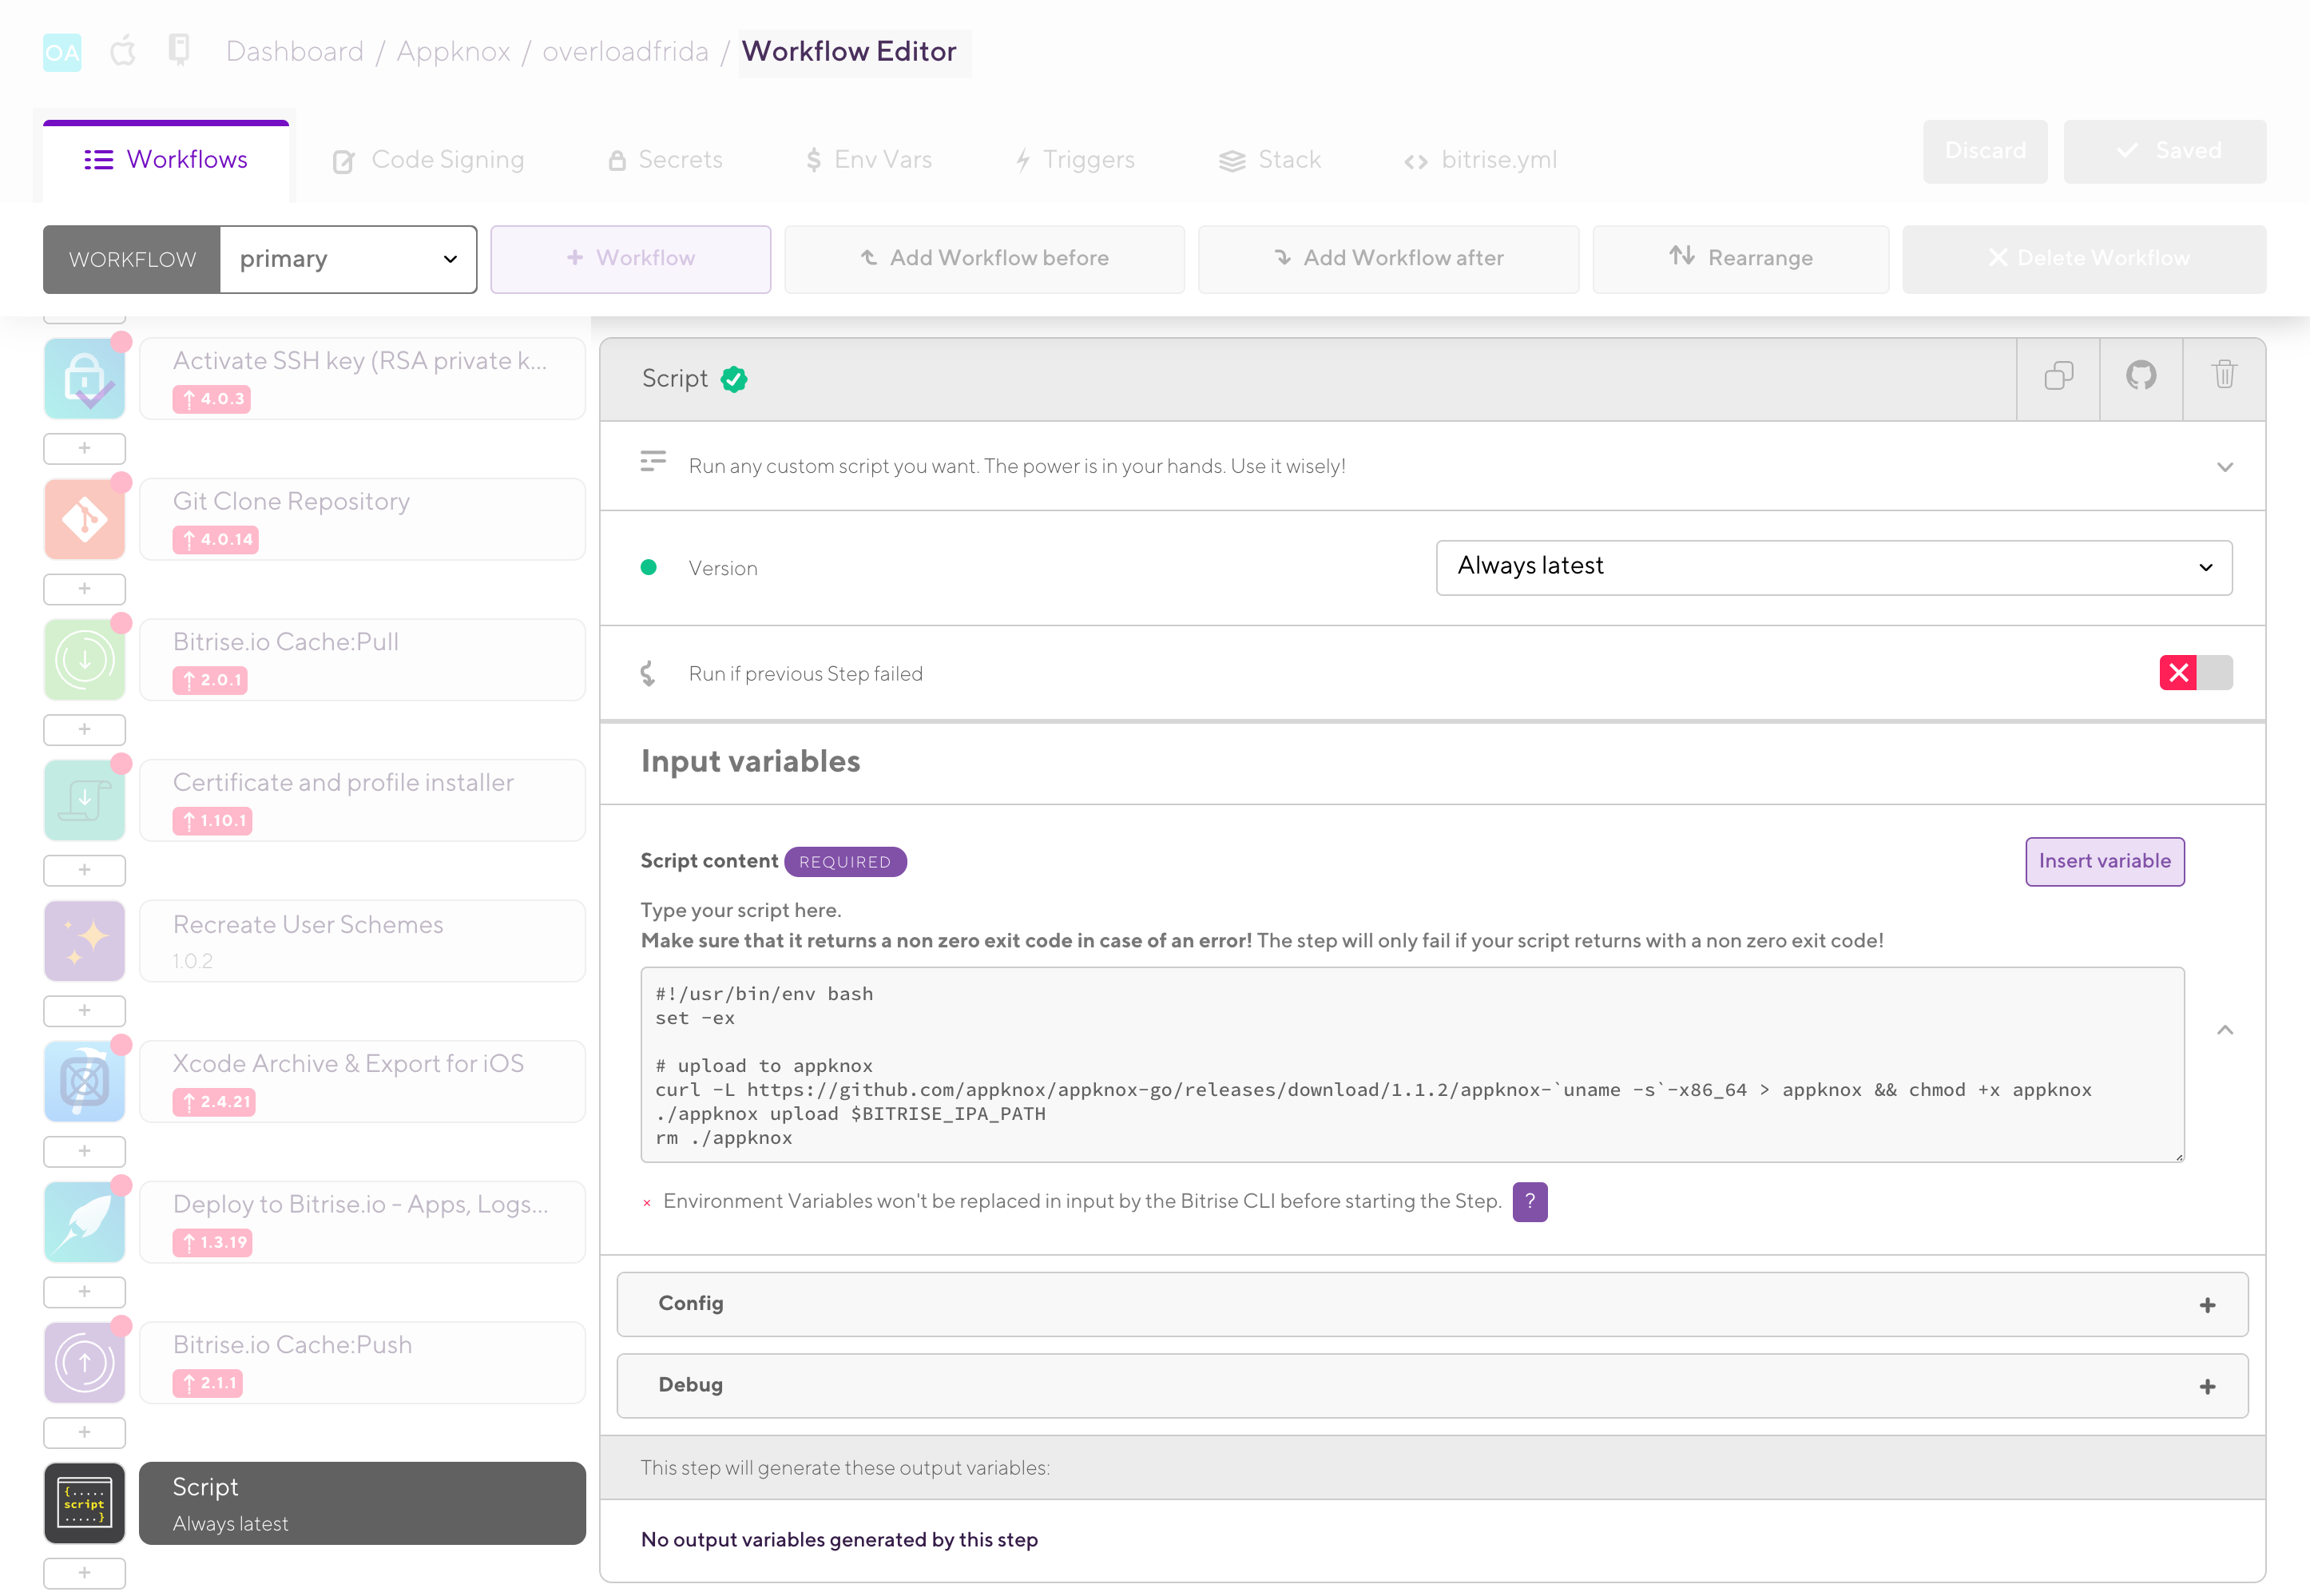 OA Dashboard / Appknox / overloadfrida / Workflow Editor
Workflows Code Signing Secrets $ Env Vars Triggers Stack <> bitrise.yml Discard Saved
WORKFLOW primary + Workflow Add Workflow before Add Workflow after Rearrange Delete Workflow
Activate SSH key (RSA private k...
4.0.3
+
Git Clone Repository
4.0.14
+
Bitrise.io Cache:Pull
2.0.1
+
Certificate and profile installer
1.10.1
+
Recreate User Schemes
1.0.2
+
Xcode Archive & Export for iOS
2.4.21
+
Deploy to Bitrise.io - Apps, Logs...
1.3.19
+
Bitrise.io Cache:Push
2.1.1
+
{.....
script
.....}
Script
Always latest
+
Script
Run any custom script you want. The power is in your hands. Use it wisely!
Version Always latest
Run if previous Step failed
Input variables
Script content REQUIRED Insert variable
Type your script here.
Make sure that it returns a non zero exit code in case of an error! The step will only fail if your script returns with a non zero exit code!
#!/usr/bin/env bash
set -ex
# upload to appknox
curl -L https://github.com/appknox/appknox-go/releases/download/1.1.2/appknox-`uname -s`-x86_64 > appknox && chmod +x appknox
./appknox upload $BITRISE_IPA_PATH
rm ./appknox
× Environment Variables won't be replaced in input by the Bitrise CLI before starting the Step. ?
Config +
Debug +
This step will generate these output variables:
No output variables generated by this step